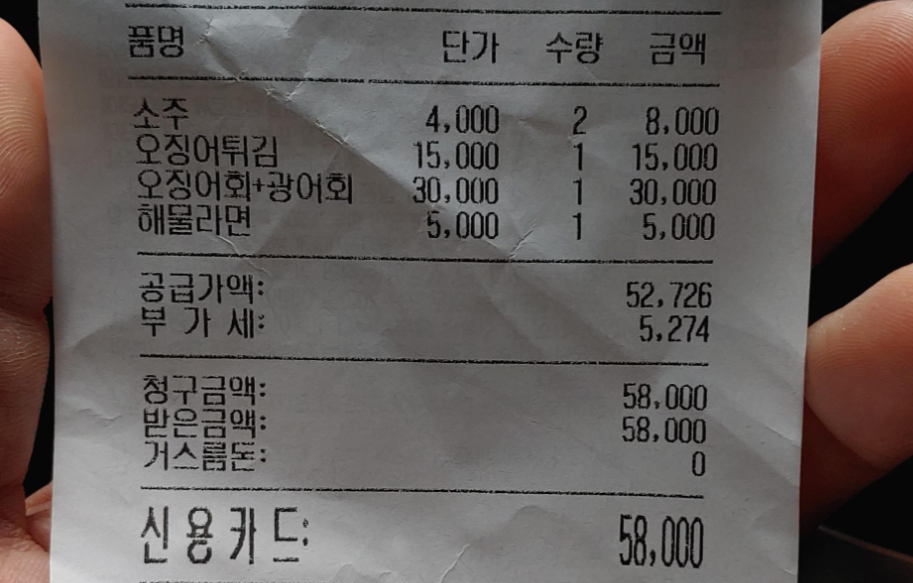 품명 단가 수량 금액
소주 4,000 2 8,000
오징어튀김 15,000 1 15,000
오징어회+광어회 30,000 1 30,000
해물라면 5,000 1 5,000
공급가액: 52,726
부 가 세: 5,274
청구금액: 58,000
받은금액: 58,000
거스름돈: 0
신용카드: 58,000